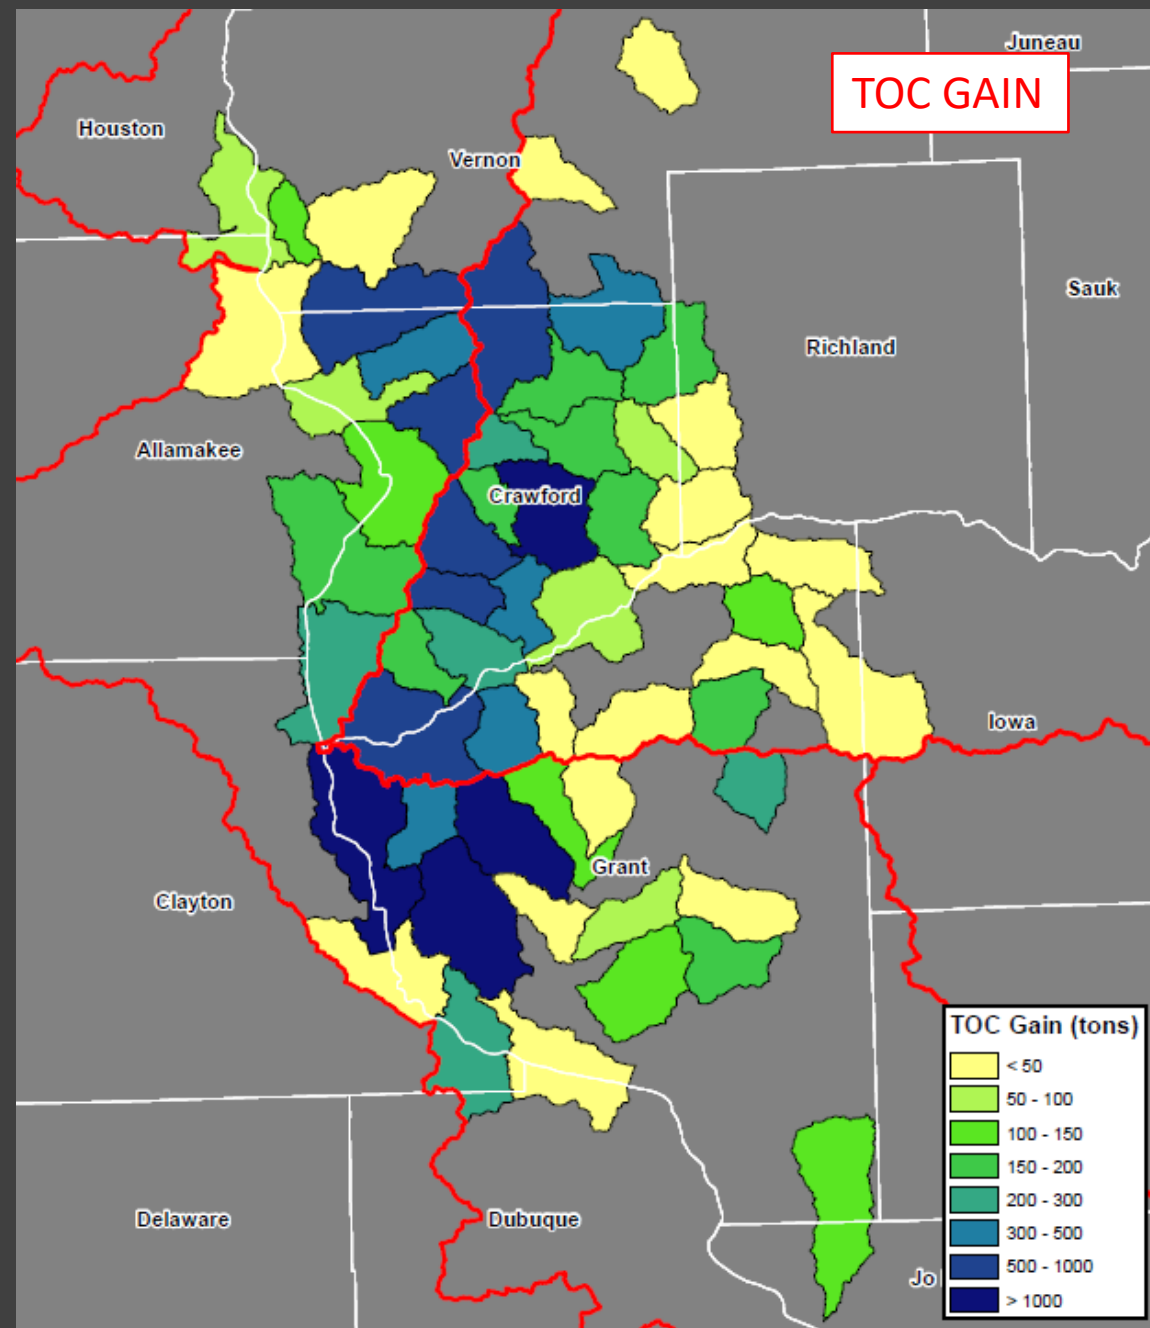 Juneau
TOC GAIN
Houston
Vernon
Sauk
Richland
Allamakee
Crawford
Iowa
Grant
Clayton
TOC Gain (tons)
< 50
50 - 100
100 - 150
150 - 200
200 - 300
300 - 500
500 - 1000
> 1000
Delaware
Dubuque
Jo